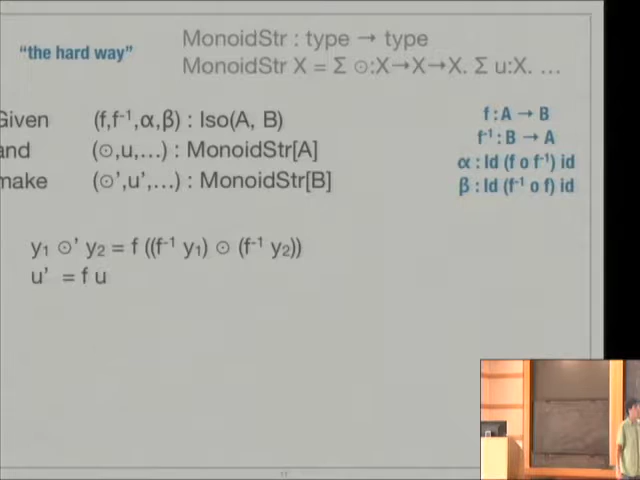 "the hard way"
MonoidStr : type → type
MonoidStr X = Σ ⊙:X→X→X. Σ u:X. …
Given (f,f⁻¹,α,β) : Iso(A, B)
and (⊙,u,…) : MonoidStr[A]
make (⊙',u',…) : MonoidStr[B]
f : A → B
f⁻¹ : B → A
α : Id (f o f⁻¹) id
β : Id (f⁻¹ o f) id
y₁ ⊙' y₂ = f ((f⁻¹ y₁) ⊙ (f⁻¹ y₂))
u' = f u